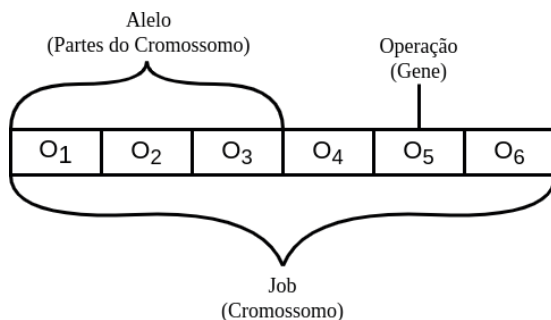 Alelo
(Partes do Cromossomo)
Operação
(Gene)
O1 O2 O3 O4 O5 O6
Job
(Cromossomo)